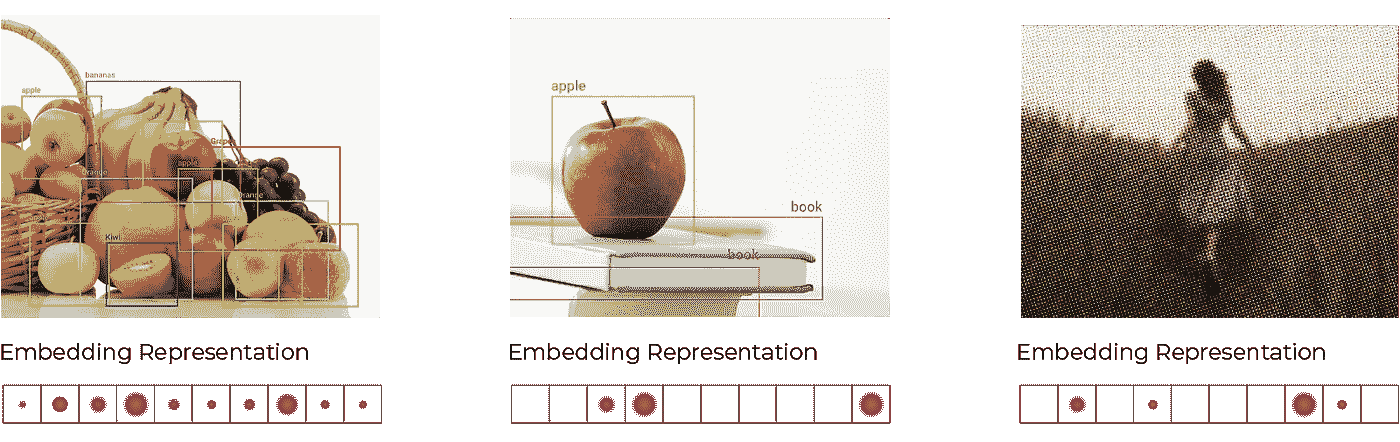 bananas
apple
Grape
apple
Orange
Orange
Kiwi
apple
book
book
Embedding Representation
Embedding Representation
Embedding Representation